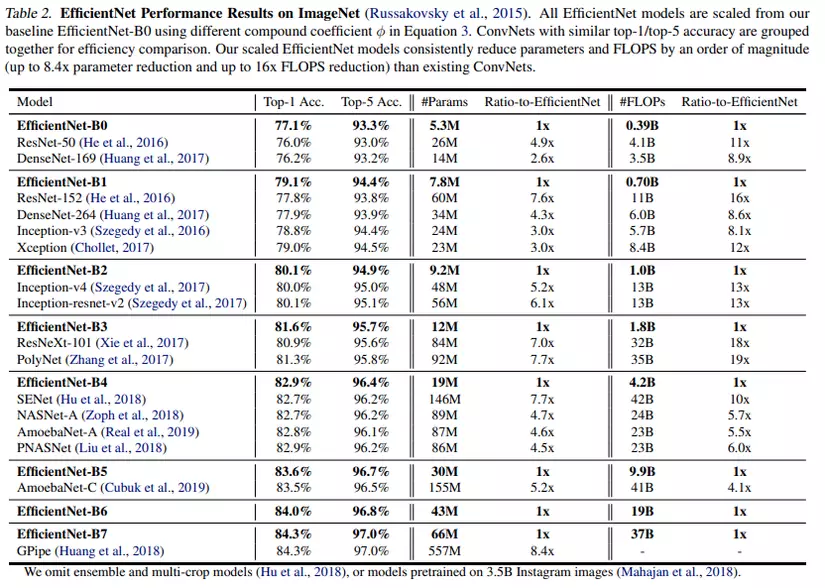 Table 2. EfficientNet Performance Results on ImageNet (Russakovsky et al., 2015). All EfficientNet models are scaled from our
baseline EfficientNet-B0 using different compound coefficient ϕ in Equation 3. ConvNets with similar top-1/top-5 accuracy are grouped
together for efficiency comparison. Our scaled EfficientNet models consistently reduce parameters and FLOPS by an order of magnitude
(up to 8.4x parameter reduction and up to 16x FLOPS reduction) than existing ConvNets.
Model Top-1 Acc. Top-5 Acc. #Params Ratio-to-EfficientNet #FLOPs Ratio-to-EfficientNet
EfficientNet-B0 77.1% 93.3% 5.3M 1x 0.39B 1x
ResNet-50 (He et al., 2016) 76.0% 93.0% 26M 4.9x 4.1B 11x
DenseNet-169 (Huang et al., 2017) 76.2% 93.2% 14M 2.6x 3.5B 8.9x
EfficientNet-B1 79.1% 94.4% 7.8M 1x 0.70B 1x
ResNet-152 (He et al., 2016) 77.8% 93.8% 60M 7.6x 11B 16x
DenseNet-264 (Huang et al., 2017) 77.9% 93.9% 34M 4.3x 6.0B 8.6x
Inception-v3 (Szegedy et al., 2016) 78.8% 94.4% 24M 3.0x 5.7B 8.1x
Xception (Chollet, 2017) 79.0% 94.5% 23M 3.0x 8.4B 12x
EfficientNet-B2 80.1% 94.9% 9.2M 1x 1.0B 1x
Inception-v4 (Szegedy et al., 2017) 80.0% 95.0% 48M 5.2x 13B 13x
Inception-resnet-v2 (Szegedy et al., 2017) 80.1% 95.1% 56M 6.1x 13B 13x
EfficientNet-B3 81.6% 95.7% 12M 1x 1.8B 1x
ResNeXt-101 (Xie et al., 2017) 80.9% 95.6% 84M 7.0x 32B 18x
PolyNet (Zhang et al., 2017) 81.3% 95.8% 92M 7.7x 35B 19x
EfficientNet-B4 82.9% 96.4% 19M 1x 4.2B 1x
SENet (Hu et al., 2018) 82.7% 96.2% 146M 7.7x 42B 10x
NASNet-A (Zoph et al., 2018) 82.7% 96.2% 89M 4.7x 24B 5.7x
AmoebaNet-A (Real et al., 2019) 82.8% 96.1% 87M 4.6x 23B 5.5x
PNASNet (Liu et al., 2018) 82.9% 96.2% 86M 4.5x 23B 6.0x
EfficientNet-B5 83.6% 96.7% 30M 1x 9.9B 1x
AmoebaNet-C (Cubuk et al., 2019) 83.5% 96.5% 155M 5.2x 41B 4.1x
EfficientNet-B6 84.0% 96.8% 43M 1x 19B 1x
EfficientNet-B7 84.3% 97.0% 66M 1x 37B 1x
GPipe (Huang et al., 2018) 84.3% 97.0% 557M 8.4x - -
We omit ensemble and multi-crop models (Hu et al., 2018), or models pretrained on 3.5B Instagram images (Mahajan et al., 2018).